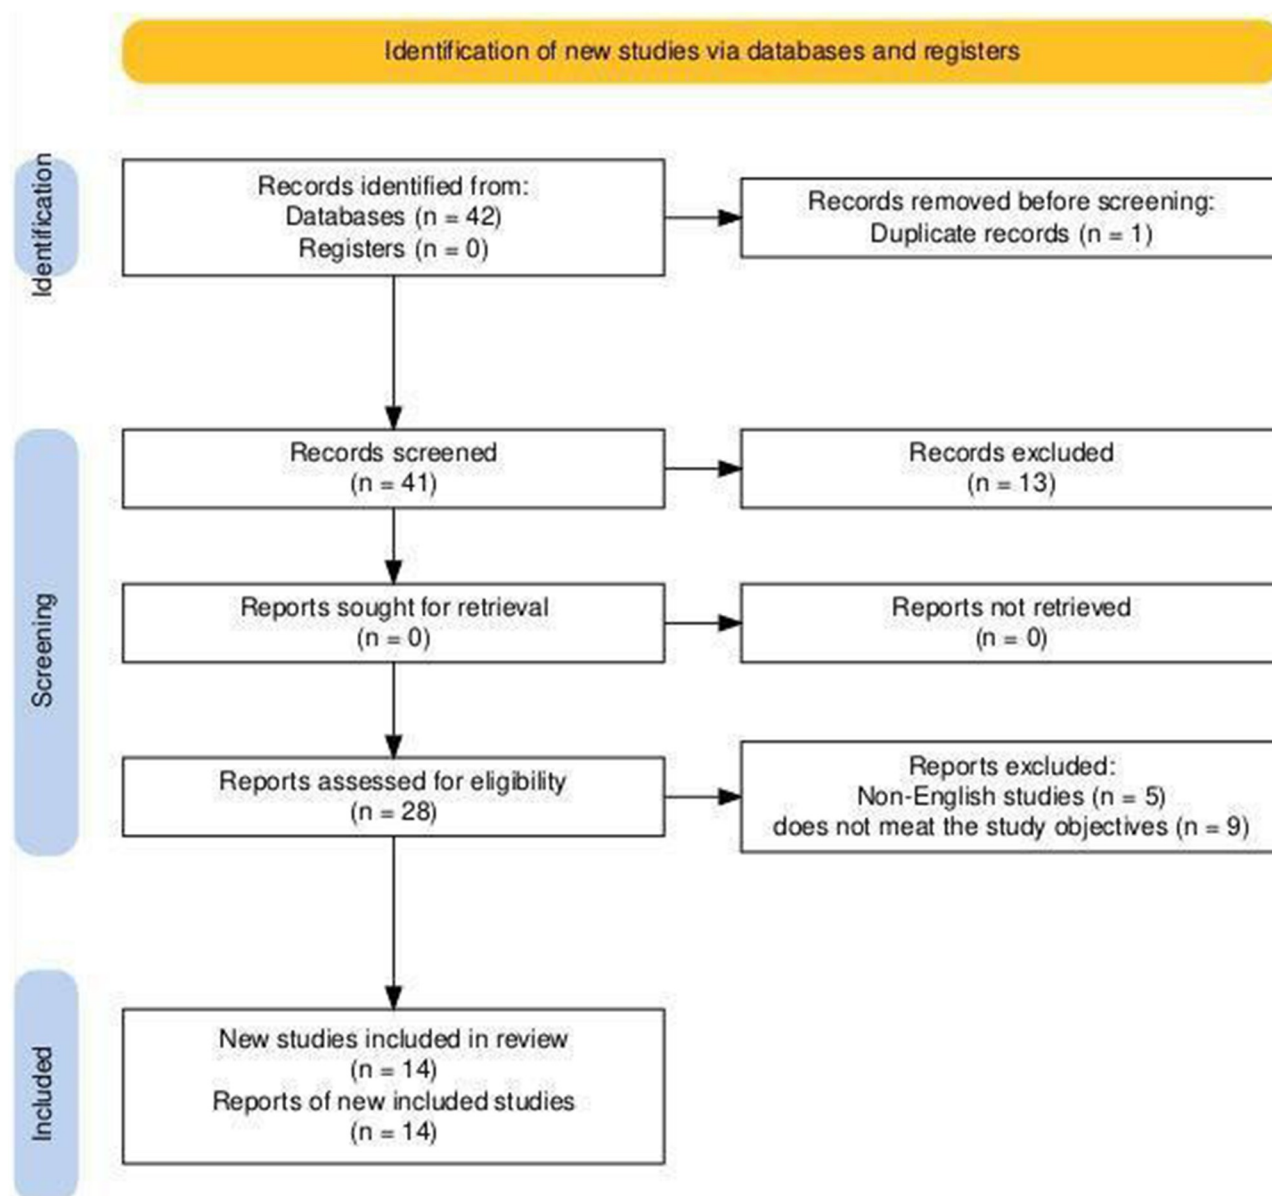 Identification of new studies via databases and registers
Identification
Records identified from:
Databases (n = 42)
Registers (n = 0)
Records removed before screening:
Duplicate records (n = 1)
Screening
Records screened
(n = 41)
Records excluded
(n = 13)
Reports sought for retrieval
(n = 0)
Reports not retrieved
(n = 0)
Reports assessed for eligibility
(n = 28)
Reports excluded:
Non-English studies (n = 5)
does not meat the study objectives (n = 9)
Included
New studies included in review
(n = 14)
Reports of new included studies
(n = 14)